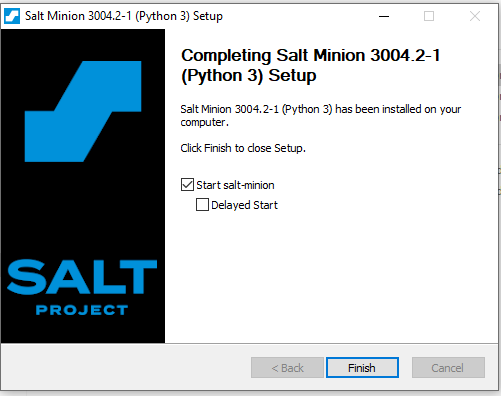 Salt Minion 3004.2-1 (Python 3) Setup
Completing Salt Minion 3004.2-1
(Python 3) Setup
Salt Minion 3004.2-1 (Python 3) has been installed on your
computer.
Click Finish to close Setup.
Start salt-minion
Delayed Start
SALT
PROJECT
< Back
Finish
Cancel